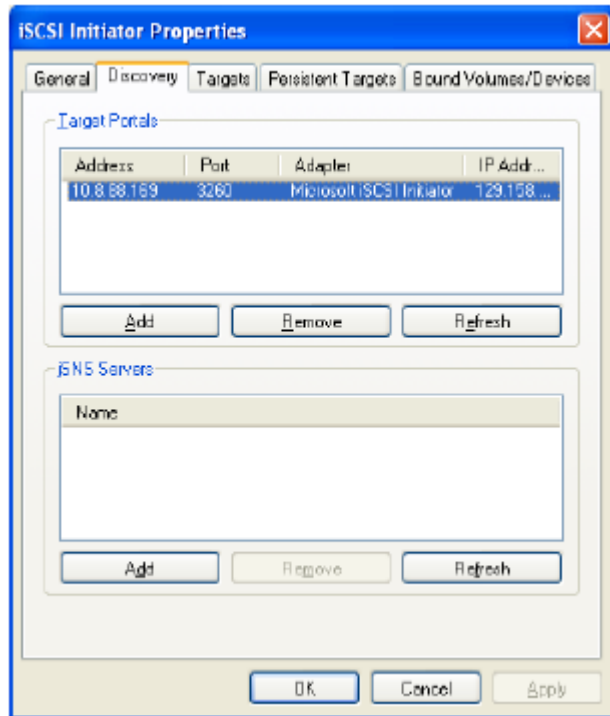 iSCSI Initiator Properties
General Discovery Targets Persistent Targets Bound Volumes/Devices
Target Portals
Address Port Adapter IP Addr...
10.8.88.169 3260 Microsoft iSCSI Initiator 129.158....
Add Remove Refresh
iSNS Servers
Name
Add Remove Refresh
OK Cancel Apply